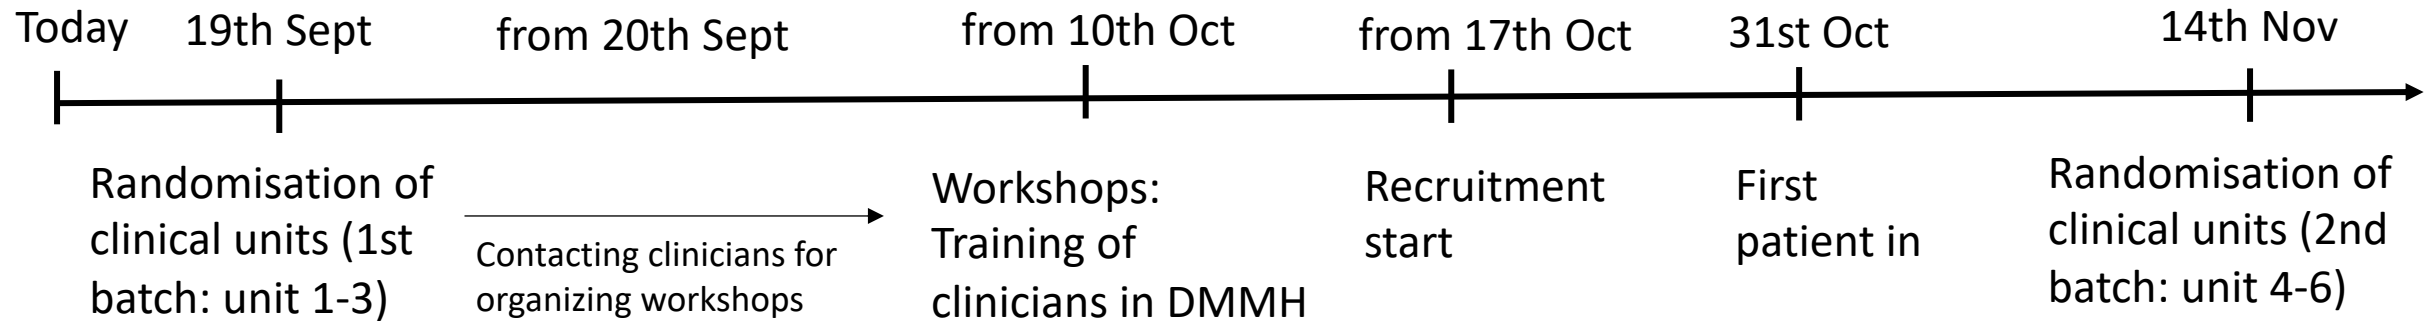 Today
19th Sept
from 20th Sept
from 10th Oct
from 17th Oct
31st Oct
14th Nov
Randomisation of
clinical units (1st
batch: unit 1-3)
Contacting clinicians for
organizing workshops
Workshops:
Training of
clinicians in DMMH
Recruitment
start
First
patient in
Randomisation of
clinical units (2nd
batch: unit 4-6)